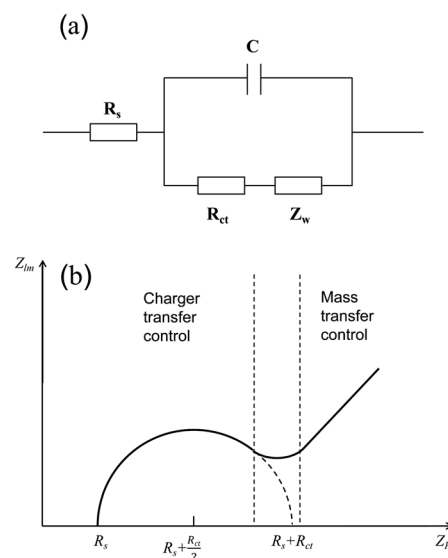 (a)
C
Rs
Rct
Zw
(b)
ZIm
Charger
transfer
control
Mass
transfer
control
Rs
Rs+Rct/2
Rs+Rct